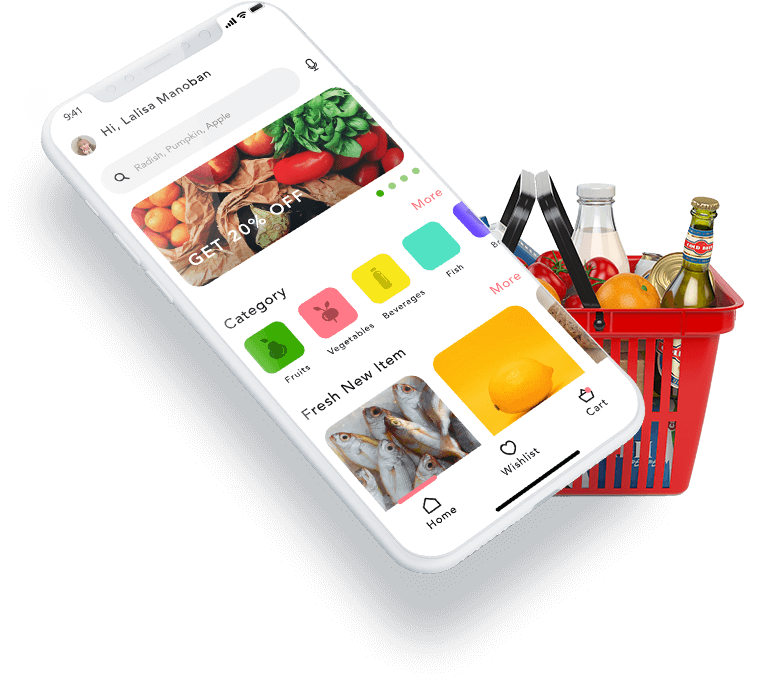 9:41
Hi, Lalisa Manoban
Radish, Pumpkin, Apple
GET 20% OFF
Category
More
Fruits
Vegetables
Beverages
Fish
Fresh New Item
More
Home
Wishlist
Cart